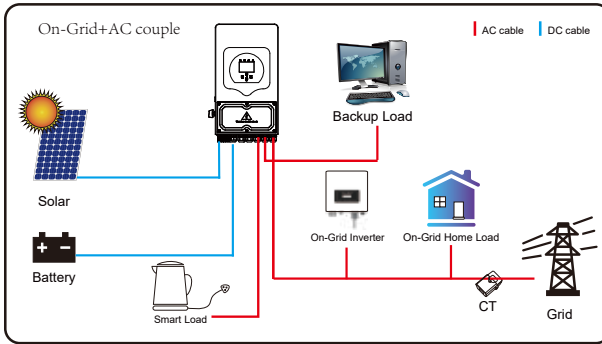 On-Grid+AC couple
AC cable
DC cable
Backup Load
Solar
On-Grid Inverter
On-Grid Home Load
Battery
Smart Load
CT
Grid